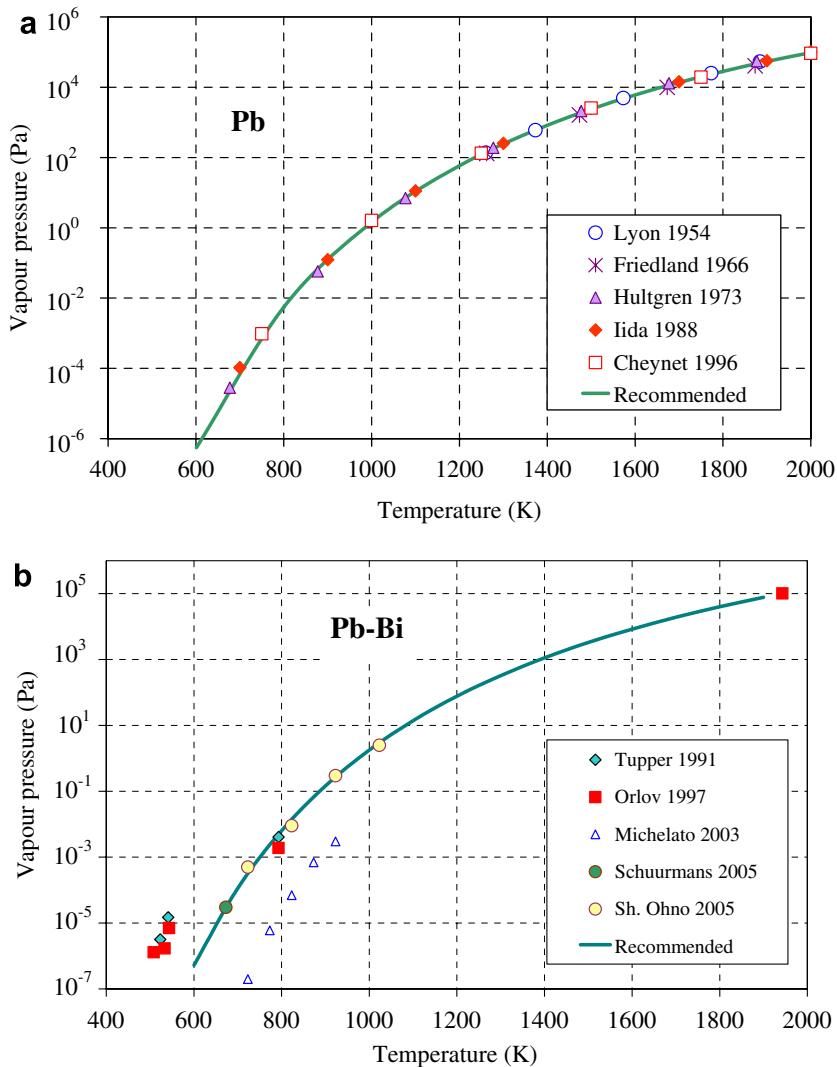 a
10^6
10^4
10^2
10^0
10^-2
10^-4
10^-6
Vapour pressure (Pa)
Pb
Lyon 1954
Friedland 1966
Hultgren 1973
Iida 1988
Cheynet 1996
Recommended
400 600 800 1000 1200 1400 1600 1800 2000
Temperature (K)
b
10^5
10^3
10^1
10^-1
10^-3
10^-5
10^-7
Vapour pressure (Pa)
Pb-Bi
Tupper 1991
Orlov 1997
Michelato 2003
Schuurmans 2005
Sh. Ohno 2005
Recommended
400 600 800 1000 1200 1400 1600 1800 2000
Temperature (K)